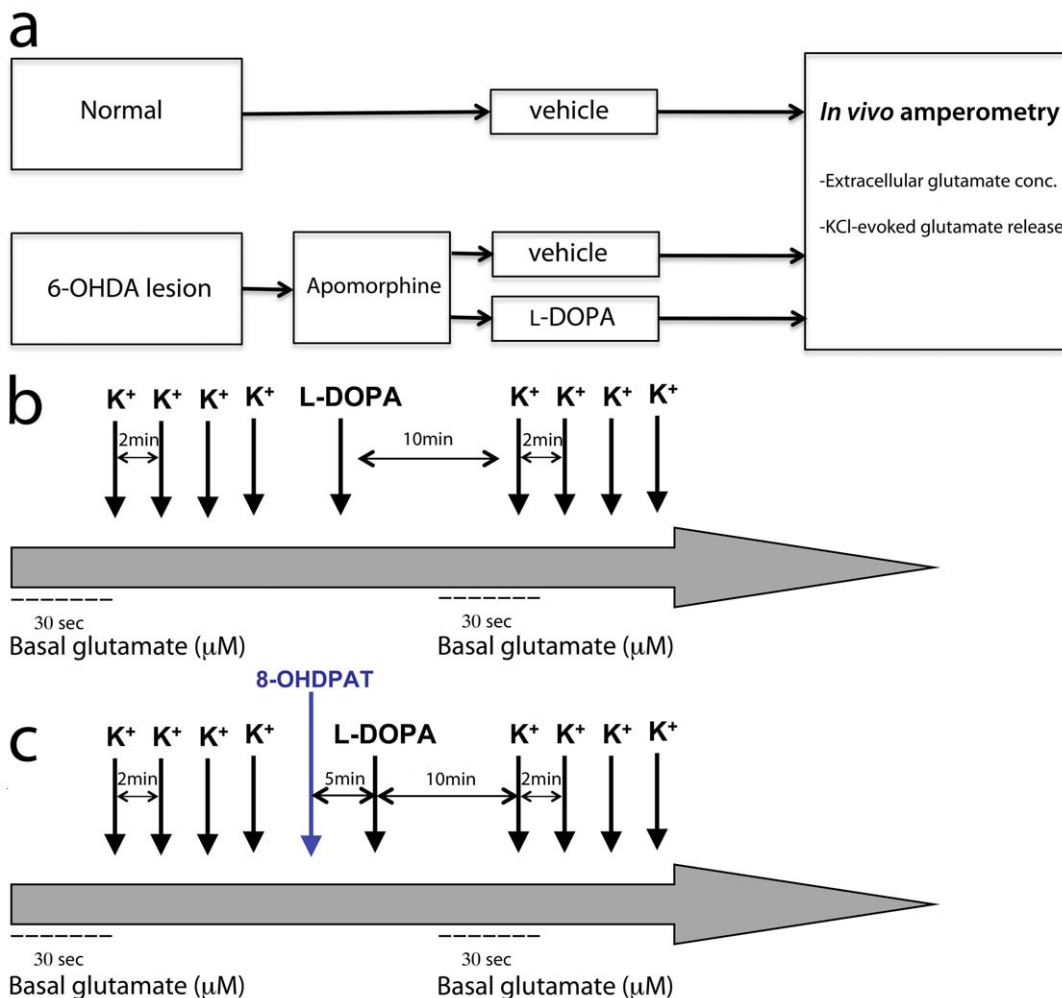 a
Normal
vehicle
In vivo amperometry
-Extracellular glutamate conc.
-KCl-evoked glutamate release
6-OHDA lesion
Apomorphine
vehicle
L-DOPA
b
K+ K+ K+ K+ L-DOPA K+ K+ K+ K+
2min 10min 2min
30 sec 30 sec
Basal glutamate (μM) Basal glutamate (μM)
8-OHDPAT
c
K+ K+ K+ K+ L-DOPA K+ K+ K+ K+
2min 5min 10min 2min
30 sec 30 sec
Basal glutamate (μM) Basal glutamate (μM)